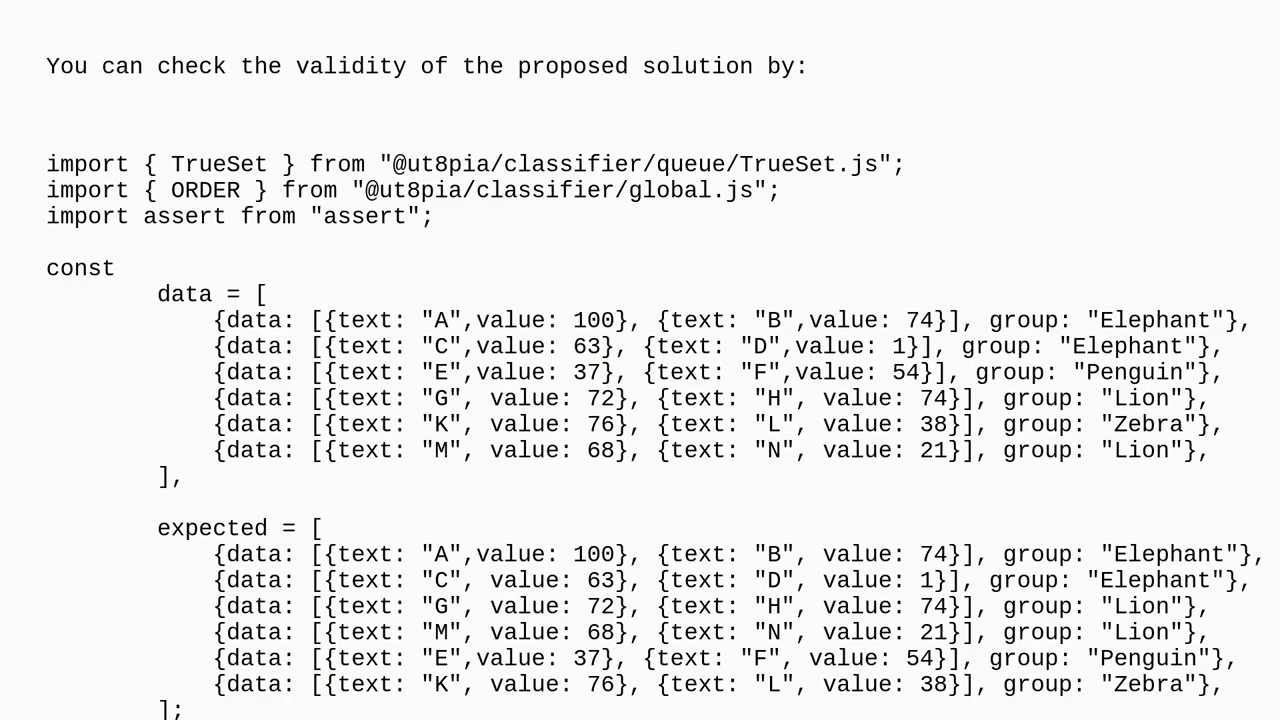 You can check the validity of the proposed solution by:
import { TrueSet } from "@ut8pia/classifier/queue/TrueSet.js";
import { ORDER } from "@ut8pia/classifier/global.js";
import assert from "assert";
const
data = [
{data: [{text: "A",value: 100}, {text: "B",value: 74}], group: "Elephant"},
{data: [{text: "C",value: 63}, {text: "D",value: 1}], group: "Elephant"},
{data: [{text: "E",value: 37}, {text: "F",value: 54}], group: "Penguin"},
{data: [{text: "G", value: 72}, {text: "H", value: 74}], group: "Lion"},
{data: [{text: "K", value: 76}, {text: "L", value: 38}], group: "Zebra"},
{data: [{text: "M", value: 68}, {text: "N", value: 21}], group: "Lion"},
],
expected = [
{data: [{text: "A",value: 100}, {text: "B", value: 74}], group: "Elephant"},
{data: [{text: "C", value: 63}, {text: "D", value: 1}], group: "Elephant"},
{data: [{text: "G", value: 72}, {text: "H", value: 74}], group: "Lion"},
{data: [{text: "M", value: 68}, {text: "N", value: 21}], group: "Lion"},
{data: [{text: "E",value: 37}, {text: "F", value: 54}], group: "Penguin"},
{data: [{text: "K", value: 76}, {text: "L", value: 38}], group: "Zebra"},
];